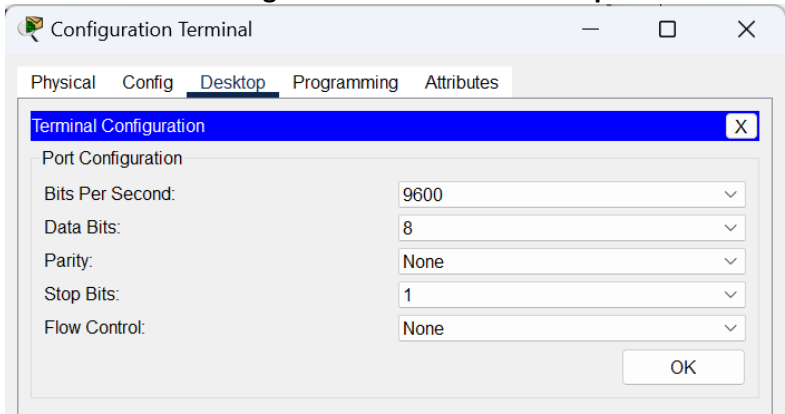 Configuration Terminal
Physical Config Desktop Programming Attributes
Terminal Configuration X
Port Configuration
Bits Per Second: 9600
Data Bits: 8
Parity: None
Stop Bits: 1
Flow Control: None
OK